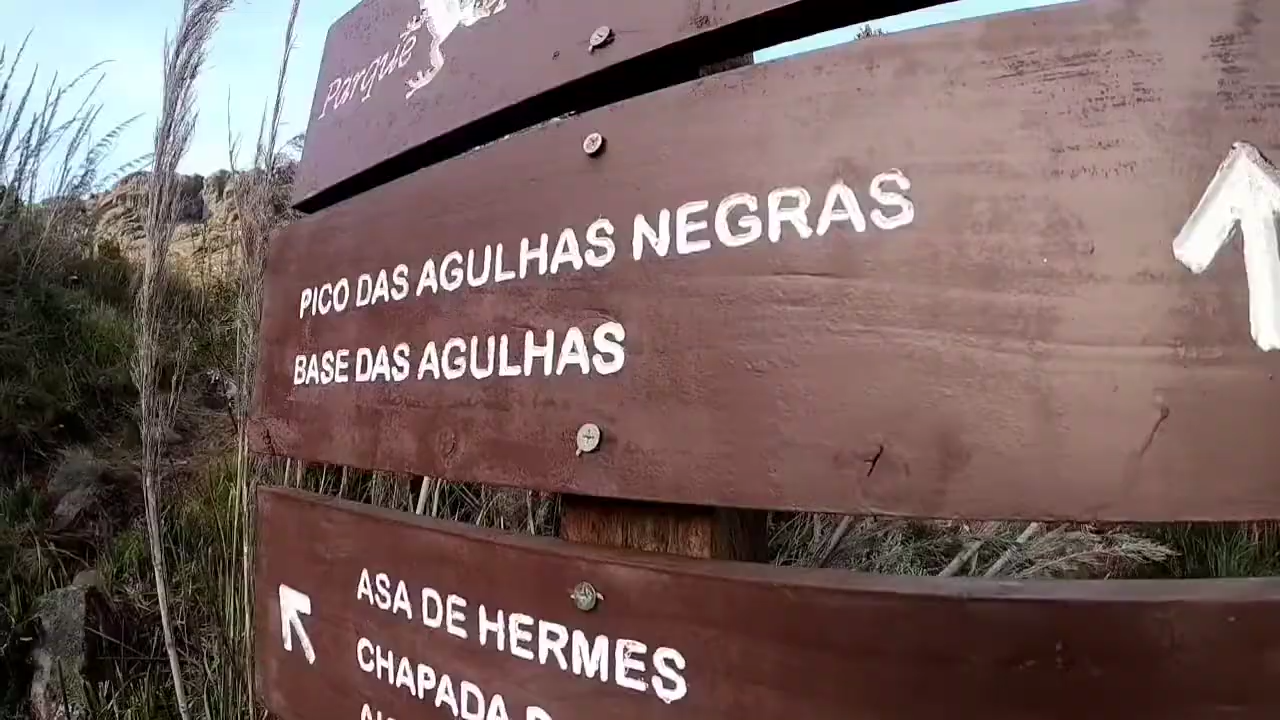 Parque
PICO DAS AGULHAS NEGRAS
BASE DAS AGULHAS
ASA DE HERMES
CHAPADA